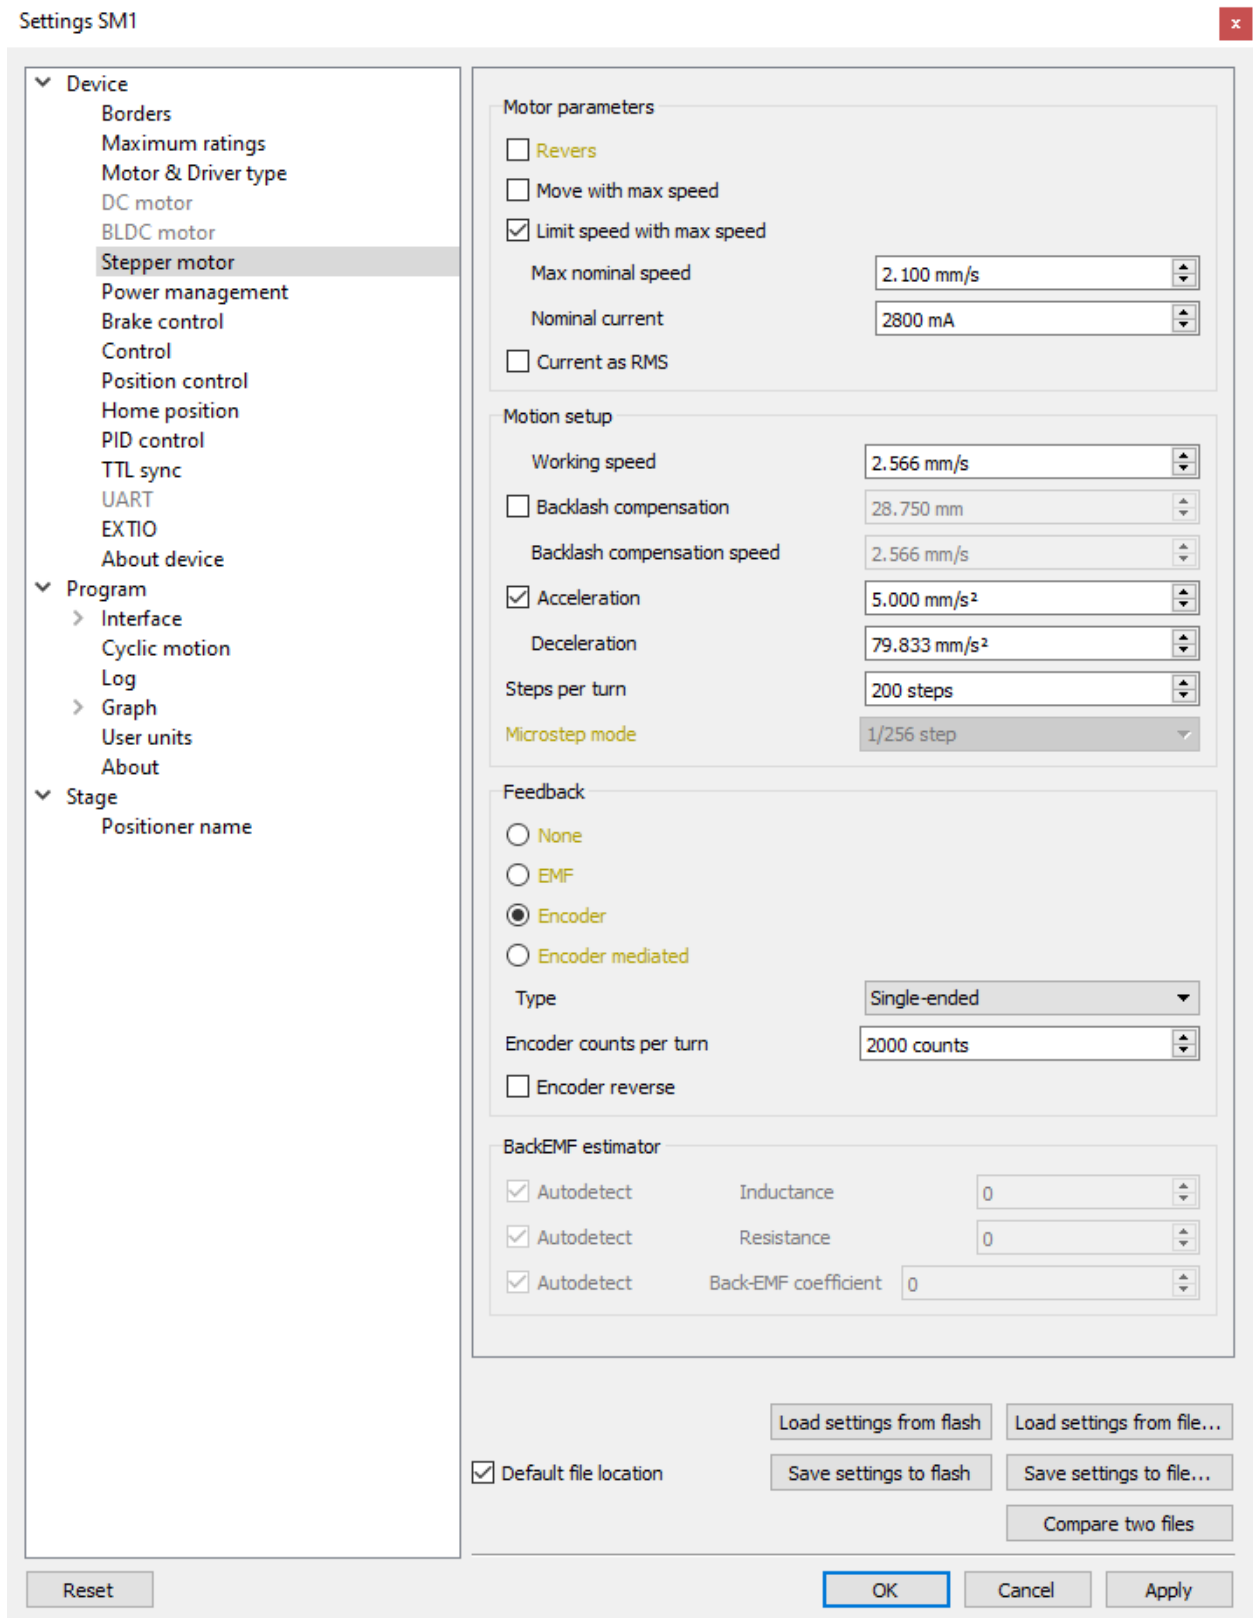 Settings SM1
x
Device
Borders
Maximum ratings
Motor & Driver type
DC motor
BLDC motor
Stepper motor
Power management
Brake control
Control
Position control
Home position
PID control
TTL sync
UART
EXTIO
About device
Program
Interface
Cyclic motion
Log
Graph
User units
About
Stage
Positioner name
Motor parameters
Revers
Move with max speed
Limit speed with max speed
Max nominal speed 2.100 mm/s
Nominal current 2800 mA
Current as RMS
Motion setup
Working speed 2.566 mm/s
Backlash compensation 28.750 mm
Backlash compensation speed 2.566 mm/s
Acceleration 5.000 mm/s²
Deceleration 79.833 mm/s²
Steps per turn 200 steps
Microstep mode 1/256 step
Feedback
None
EMF
Encoder
Encoder mediated
Type Single-ended
Encoder counts per turn 2000 counts
Encoder reverse
BackEMF estimator
Autodetect Inductance 0
Autodetect Resistance 0
Autodetect Back-EMF coefficient 0
Load settings from flash Load settings from file...
Default file location Save settings to flash Save settings to file...
Compare two files
Reset OK Cancel Apply